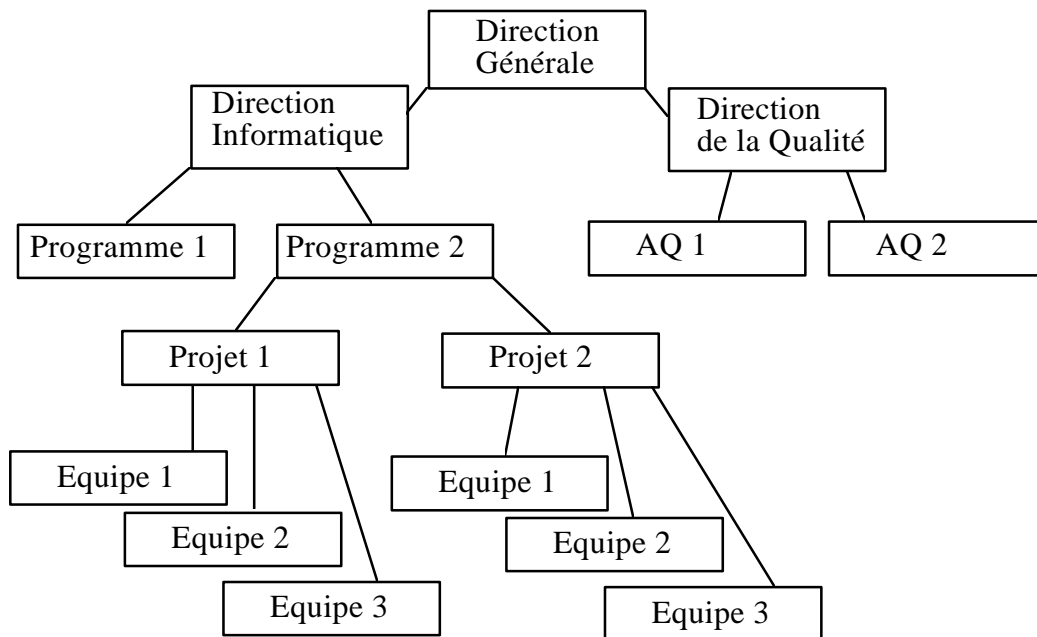 Direction
Générale
Direction
Informatique
Direction
de la Qualité
Programme 1
Programme 2
AQ 1
AQ 2
Projet 1
Projet 2
Equipe 1
Equipe 1
Equipe 2
Equipe 2
Equipe 3
Equipe 3